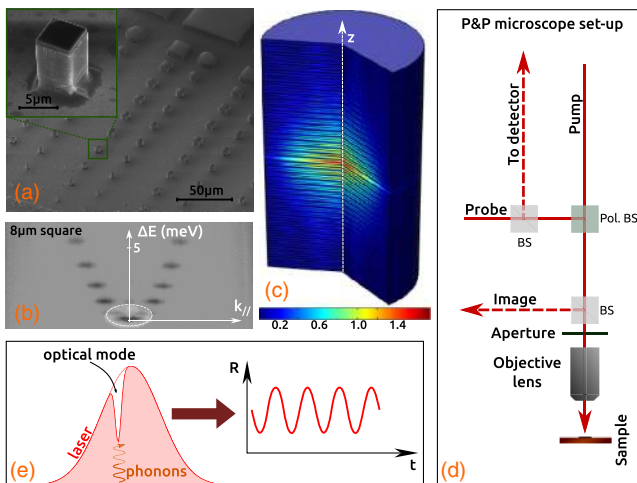 5μm
50μm
(a)
8μm square
ΔE (meV)
5
k//
(b)
z
(c)
0.2 0.6 1.0 1.4
P&P microscope set-up
To detector
Pump
Probe
BS
Pol. BS
Image
BS
Aperture
Objective
lens
Sample
(d)
optical mode
laser
phonons
R
t
(e)